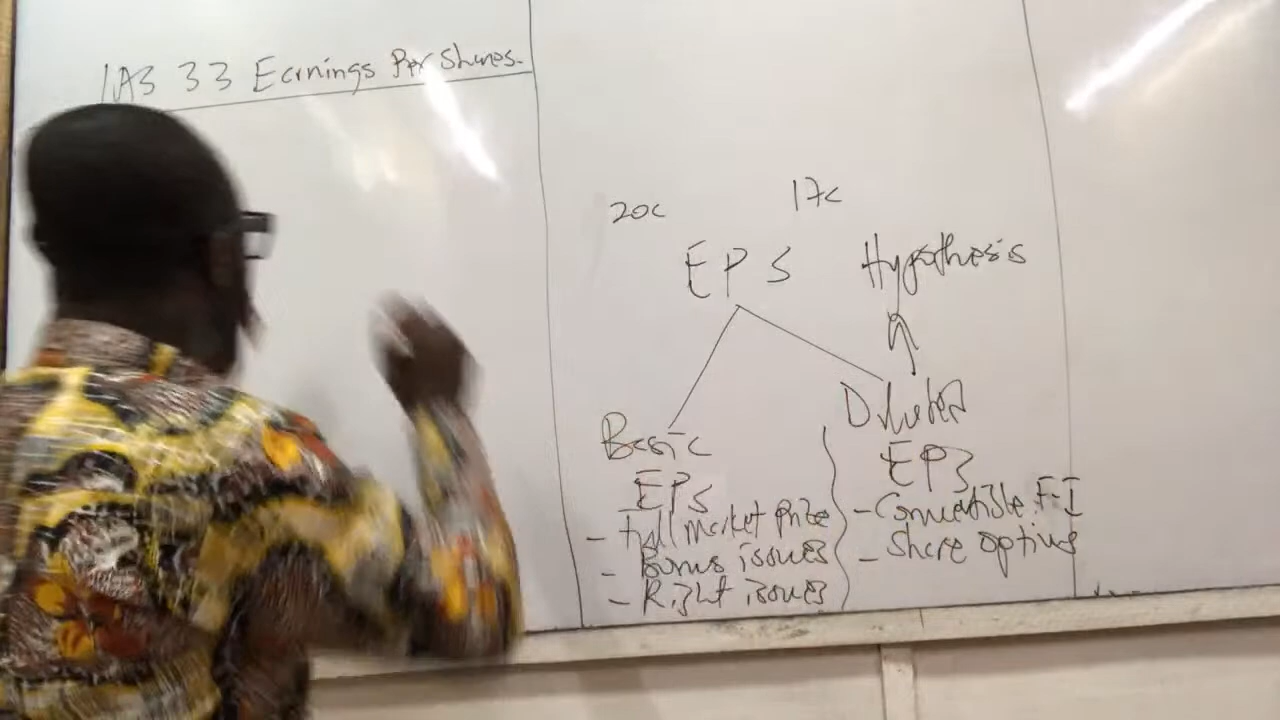 IAS 33 Earnings Per Shares.
20c 17c
EPS Hypothesis
Basic
EPS
- Full market price
- Bonus issues
- Right issues
Diluted
EPS
- Convertible F-I
- Share options